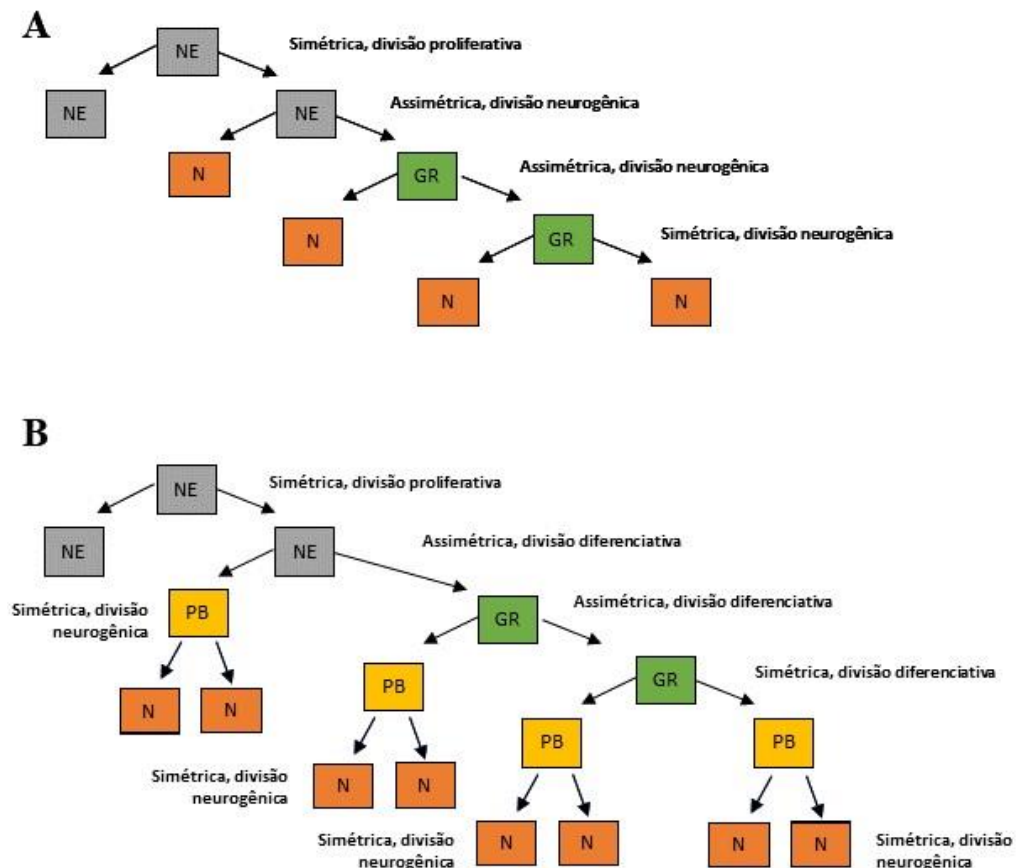 A
NE
Simétrica, divisão proliferativa
NE
NE
Assimétrica, divisão neurogênica
N
GR
Assimétrica, divisão neurogênica
N
GR
Simétrica, divisão neurogênica
N
N
B
NE
Simétrica, divisão proliferativa
NE
NE
Assimétrica, divisão diferenciativa
Simétrica, divisão
neurogênica
PB
GR
Assimétrica, divisão diferenciativa
N
N
PB
GR
Simétrica, divisão diferenciativa
PB
PB
Simétrica, divisão
neurogênica
N
N
Simétrica, divisão
neurogênica
N
N
N
N
Simétrica, divisão
neurogênica